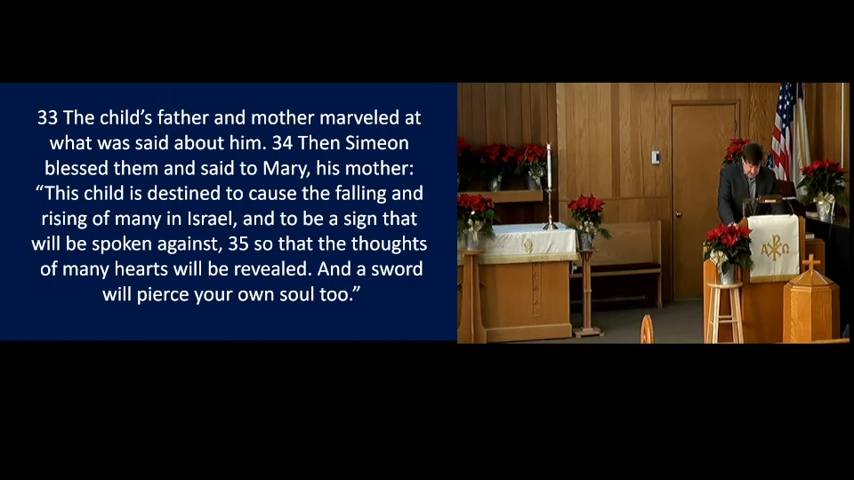 33 The child's father and mother marveled at
what was said about him. 34 Then Simeon
blessed them and said to Mary, his mother:
“This child is destined to cause the falling and
rising of many in Israel, and to be a sign that
will be spoken against, 35 so that the thoughts
of many hearts will be revealed. And a sword
will pierce your own soul too.”